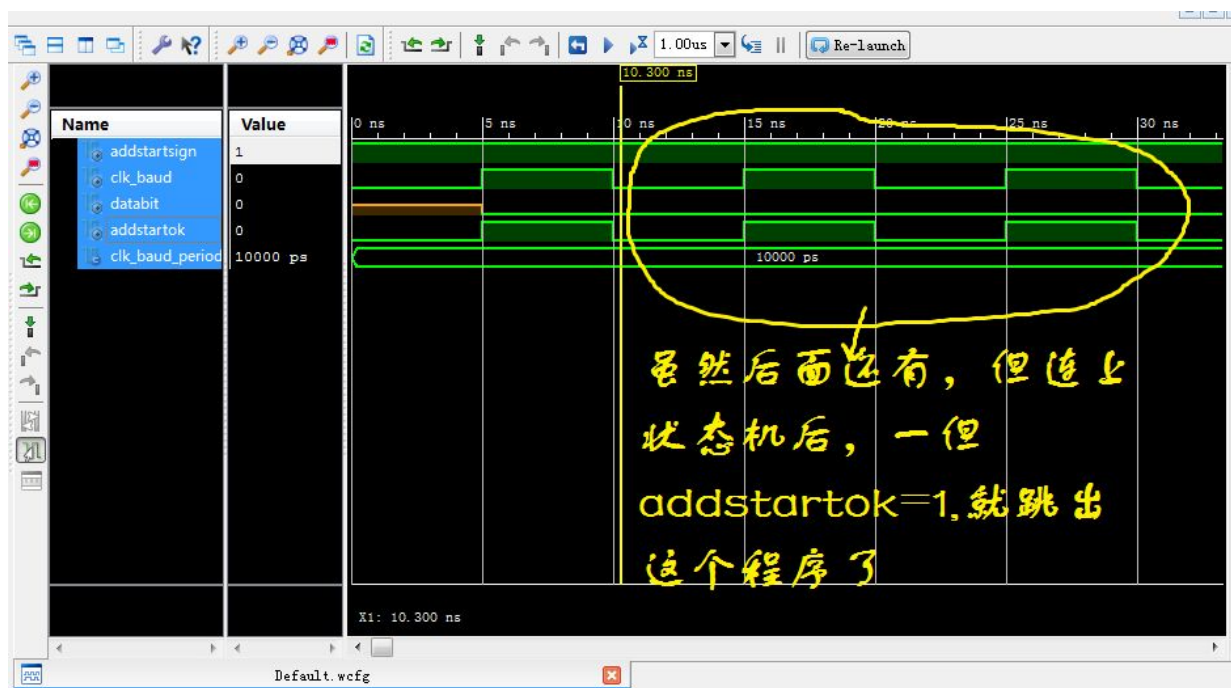 1.00us
Re-launch
10.300 ns
Name Value
0 ns 5 ns 10 ns 15 ns 20 ns 25 ns 30 ns
addstartsign 1
clk_baud 0
databit 0
addstartok 0
clk_baud_period 10000 ps 10000 ps
虽然后面还有，但连上
状态机后，一但
addstartok=1,就跳出
这个程序了
X1: 10.300 ns
Default.wcfg